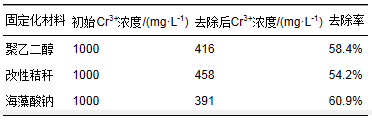 固定化材料 初始Cr³⁺浓度/(mg·L⁻¹) 去除后Cr³⁺浓度/(mg·L⁻¹) 去除率
聚乙二醇 1000 416 58.4%
改性秸秆 1000 458 54.2%
海藻酸钠 1000 391 60.9%